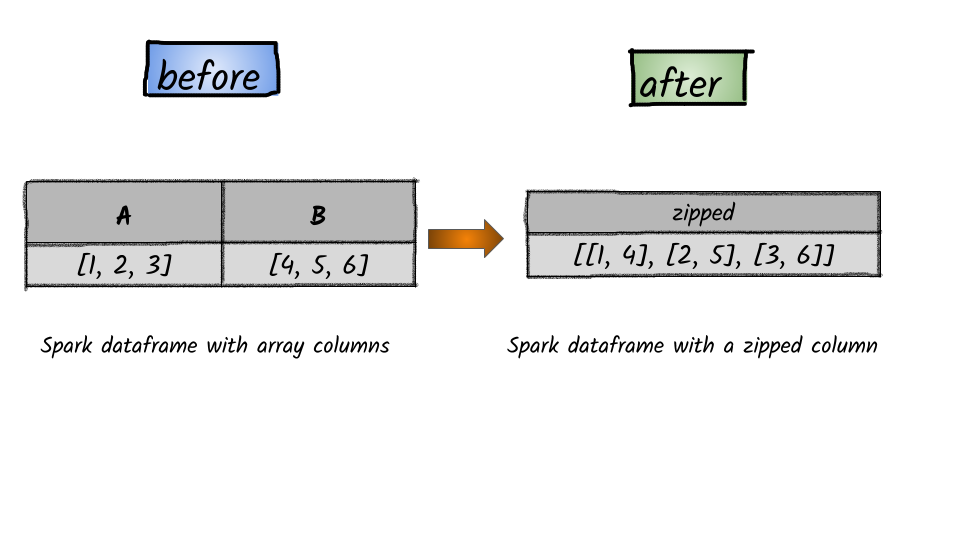 before
after
A B
[1, 2, 3] [4, 5, 6]
zipped
[[1, 4], [2, 5], [3, 6]]
Spark dataframe with array columns
Spark dataframe with a zipped column